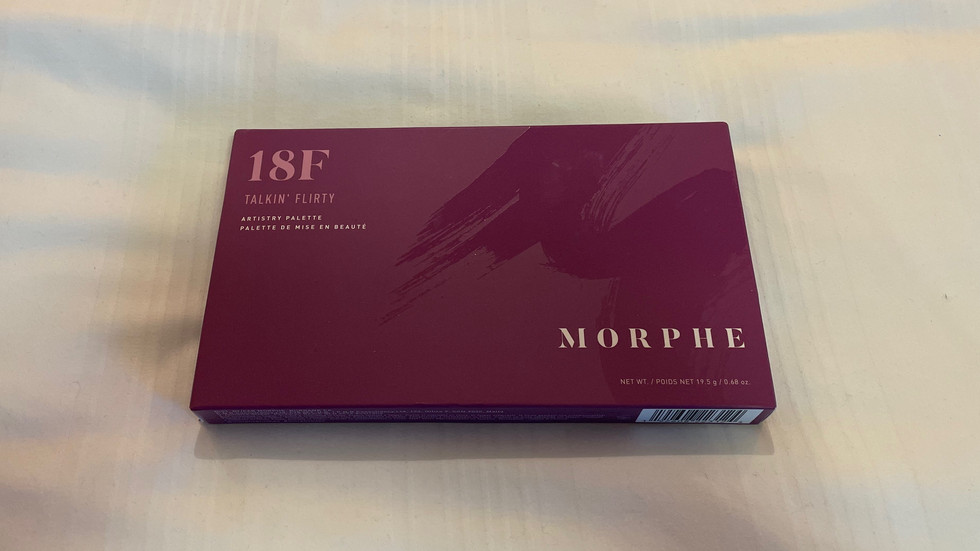 18F
TALKIN' FLIRTY
ARTISTRY PALETTE
PALETTE DE MISE EN BEAUTÉ
MORPHE
NET WT. / POIDS NET 19.5 g / 0.68 oz.